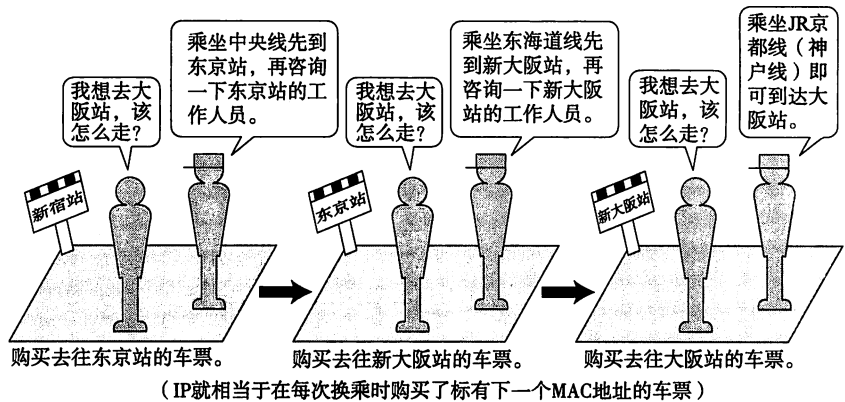 我想去大
阪站，该
怎么走？
乘坐中央线先到
东京站，再咨询
一下东京站的工
作人员。
新宿站
购买去往东京站的车票。
我想去大
阪站，该
怎么走？
乘坐东海道线先
到新大阪站，再
咨询一下新大阪
站的工作人员。
东京站
购买去往新大阪站的车票。
我想去大
阪站，该
怎么走？
乘坐JR京
都线（神
户线）即
可到达大
阪站。
新大阪站
购买去往大阪站的车票。
（IP就相当于在每次换乘时购买了标有下一个MAC地址的车票）